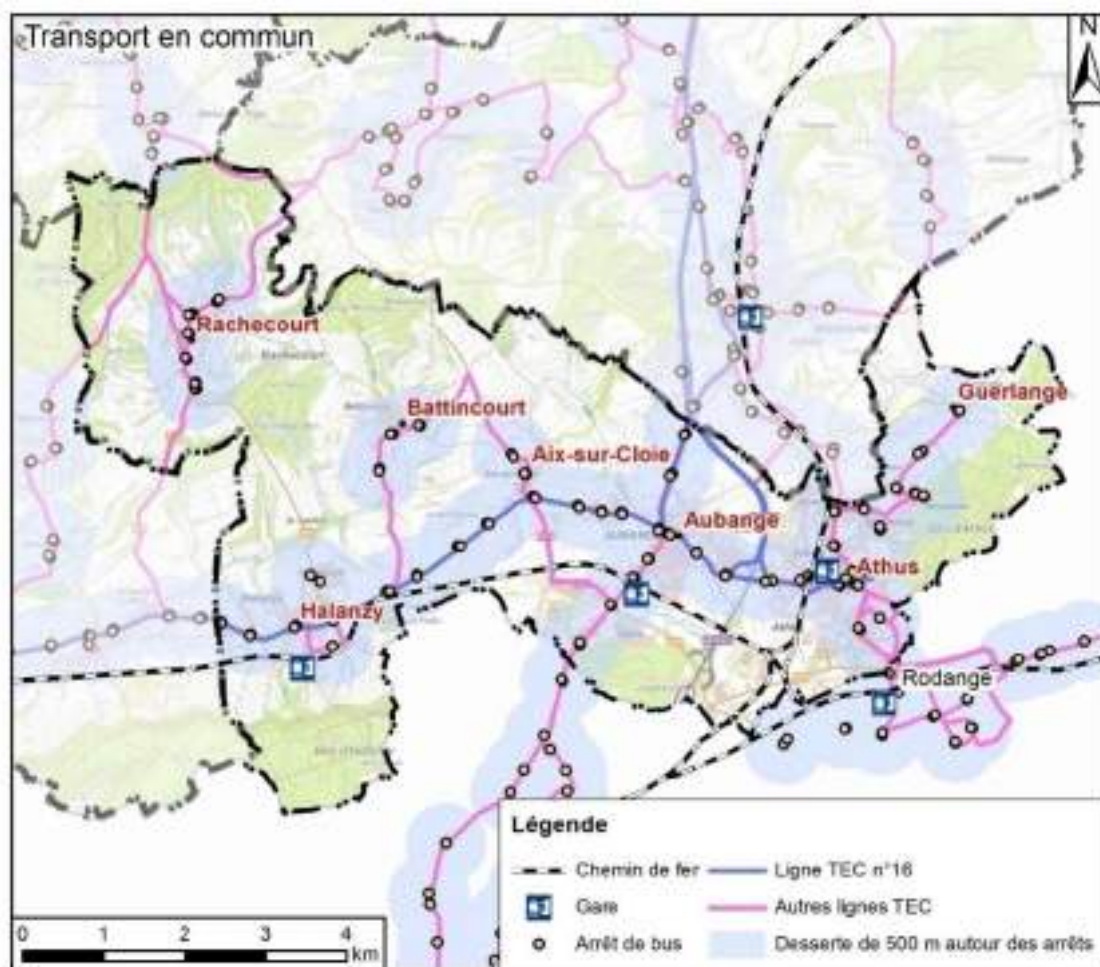 Transport en commun
N
Rachecourt
Guerlange
Battincourt
Aix-sur-Cloie
Aubange
Athus
Halanzy
Rodange
Légende
Chemin de fer
Ligne TEC n°16
Gare
Autres lignes TEC
Arrêt de bus
Desserte de 500 m autour des arrêts
0 1 2 3 4
km